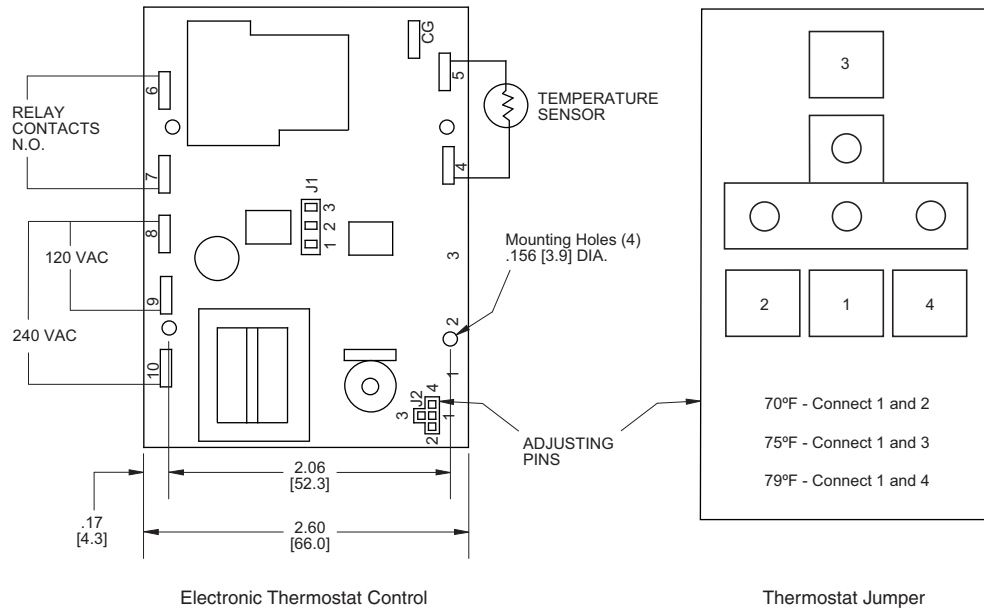 CG
5
6
TEMPERATURE
SENSOR
RELAY
CONTACTS
N.O.
4
7
J1
3
2
1
8
120 VAC
9
240 VAC
10
Mounting Holes (4)
.156 [3.9] DIA.
3
2
1
J2
4
3
1
2
ADJUSTING
PINS
2.06
[52.3]
.17
[4.3]
2.60
[66.0]
Electronic Thermostat Control
3
2
1
4
70ºF - Connect 1 and 2
75ºF - Connect 1 and 3
79ºF - Connect 1 and 4
Thermostat Jumper